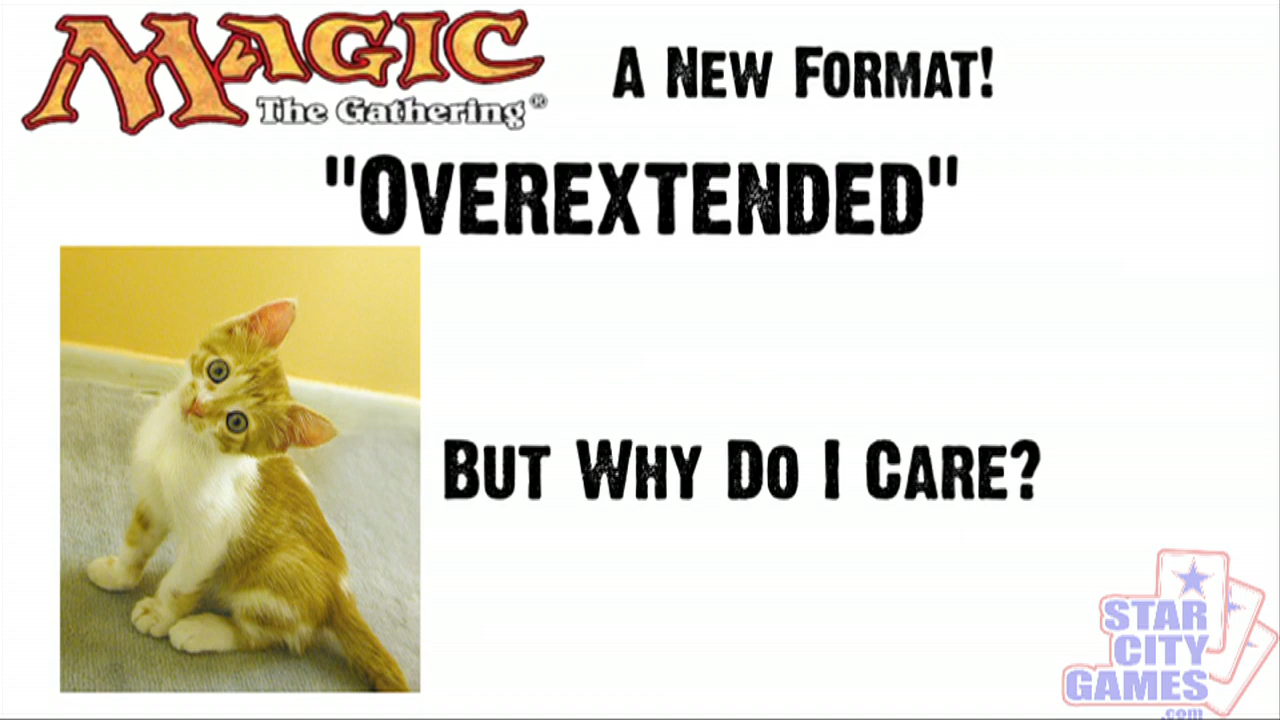 MAGIC
The Gathering®
A NEW FORMAT!
"OVEREXTENDED"
BUT WHY DO I CARE?
STAR
CITY
GAMES
.com